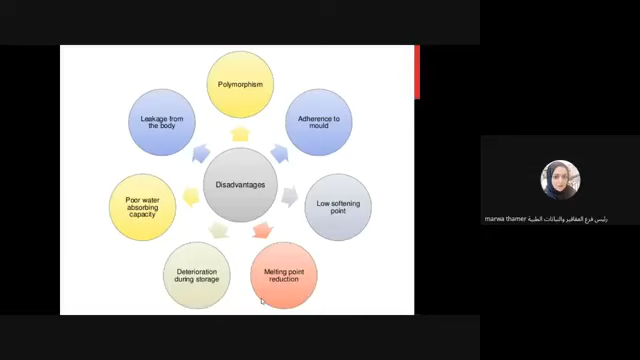 Polymorphism
Adherence to
mould
Low softening
point
Melting point
reduction
Deterioration
during storage
Poor water
absorbing
capacity
Leakage from
the body
Disadvantages
marwa thamer رئيس فرع العقاقير والنباتات الطبية